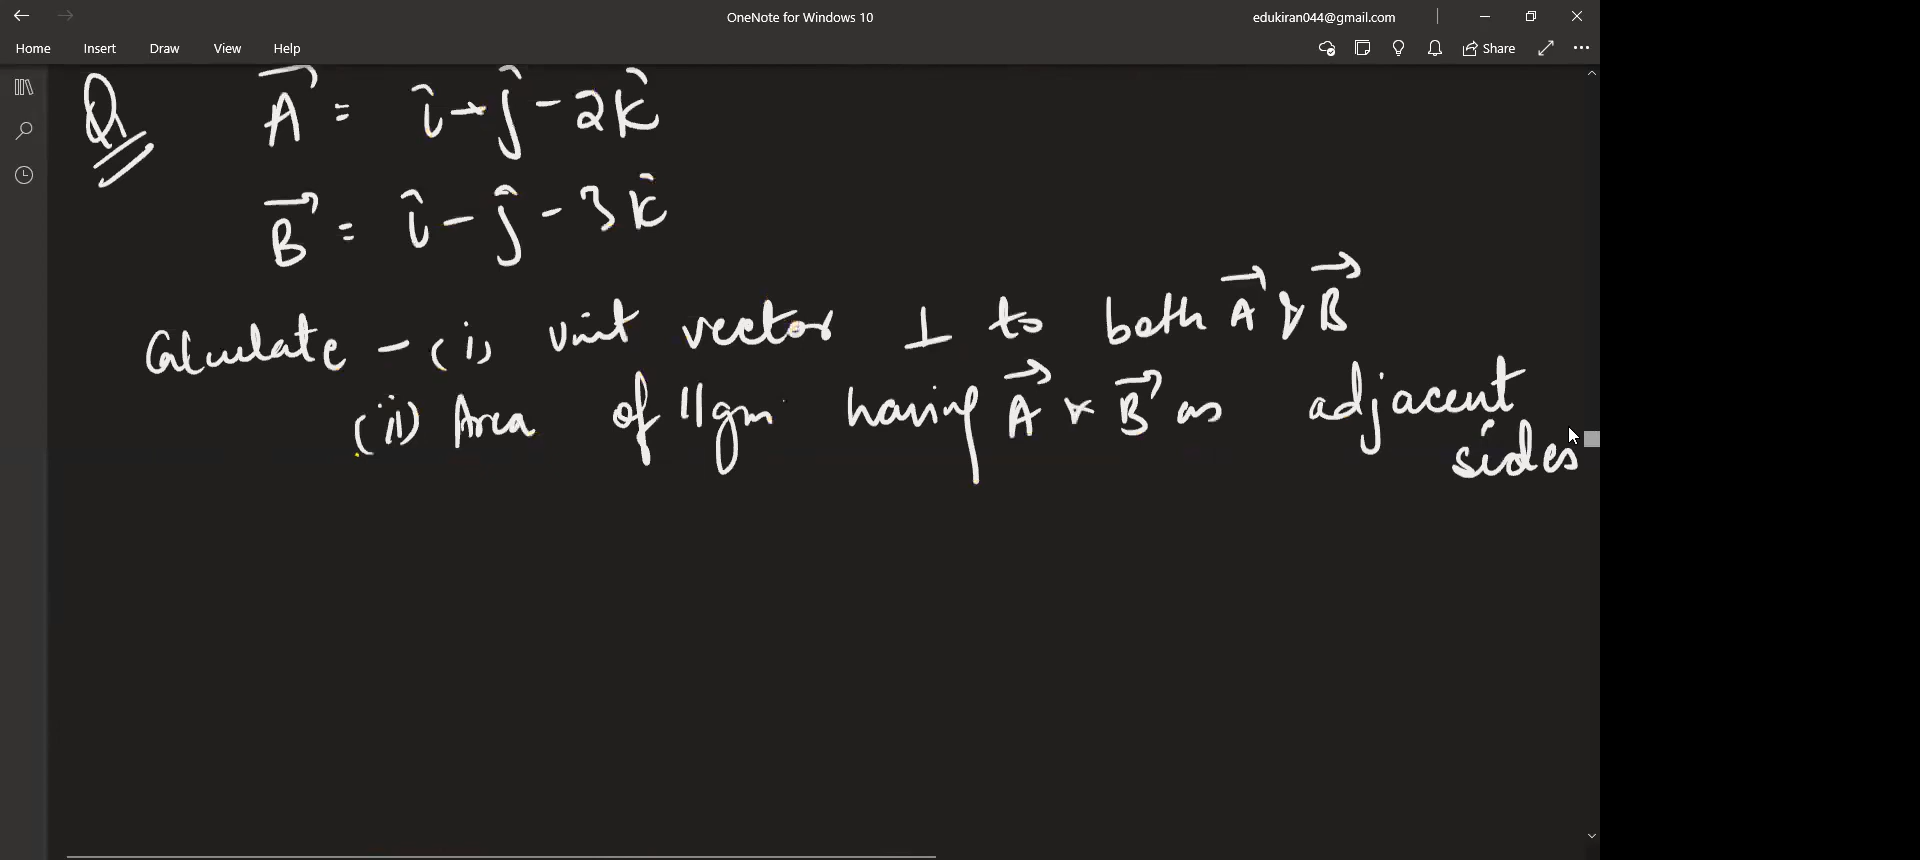 OneNote for Windows 10
edukiran044@gmail.com
Home Insert Draw View Help
Share
Q A⃗ = î - ĵ - 2k̂
B⃗ = î - ĵ - 3k̂
Calculate - (i) unit vector ⊥ to both A⃗ & B⃗
(ii) Area of ||gm having A⃗ & B⃗ as adjacent
sides